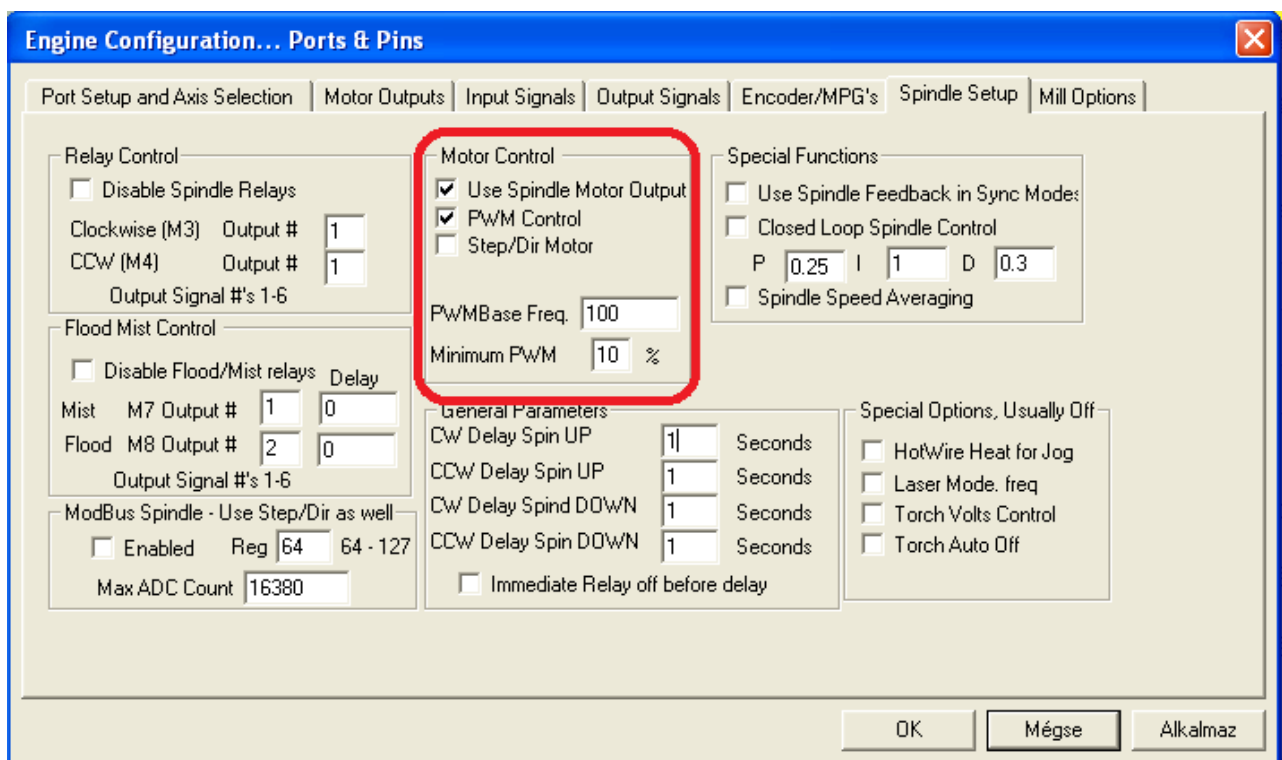 Engine Configuration... Ports & Pins
Port Setup and Axis Selection
Motor Outputs
Input Signals
Output Signals
Encoder/MPG's
Spindle Setup
Mill Options
Relay Control
Disable Spindle Relays
Clockwise (M3) Output # 1
CCW (M4) Output # 1
Output Signal #'s 1-6
Flood Mist Control
Disable Flood/Mist relays Delay
Mist M7 Output # 1 0
Flood M8 Output # 2 0
Output Signal #'s 1-6
ModBus Spindle - Use Step/Dir as well
Enabled Reg 64 64 - 127
Max ADC Count 16380
Motor Control
Use Spindle Motor Output
PWM Control
Step/Dir Motor
PWMBase Freq. 100
Minimum PWM 10 %
General Parameters
CW Delay Spin UP 1 Seconds
CCW Delay Spin UP 1 Seconds
CW Delay Spind DOWN 1 Seconds
CCW Delay Spin DOWN 1 Seconds
Immediate Relay off before delay
Special Functions
Use Spindle Feedback in Sync Modes
Closed Loop Spindle Control
P 0.25 I 1 D 0.3
Spindle Speed Averaging
Special Options, Usually Off
HotWire Heat for Jog
Laser Mode. freq
Torch Volts Control
Torch Auto Off
OK
Mégse
Alkalmaz